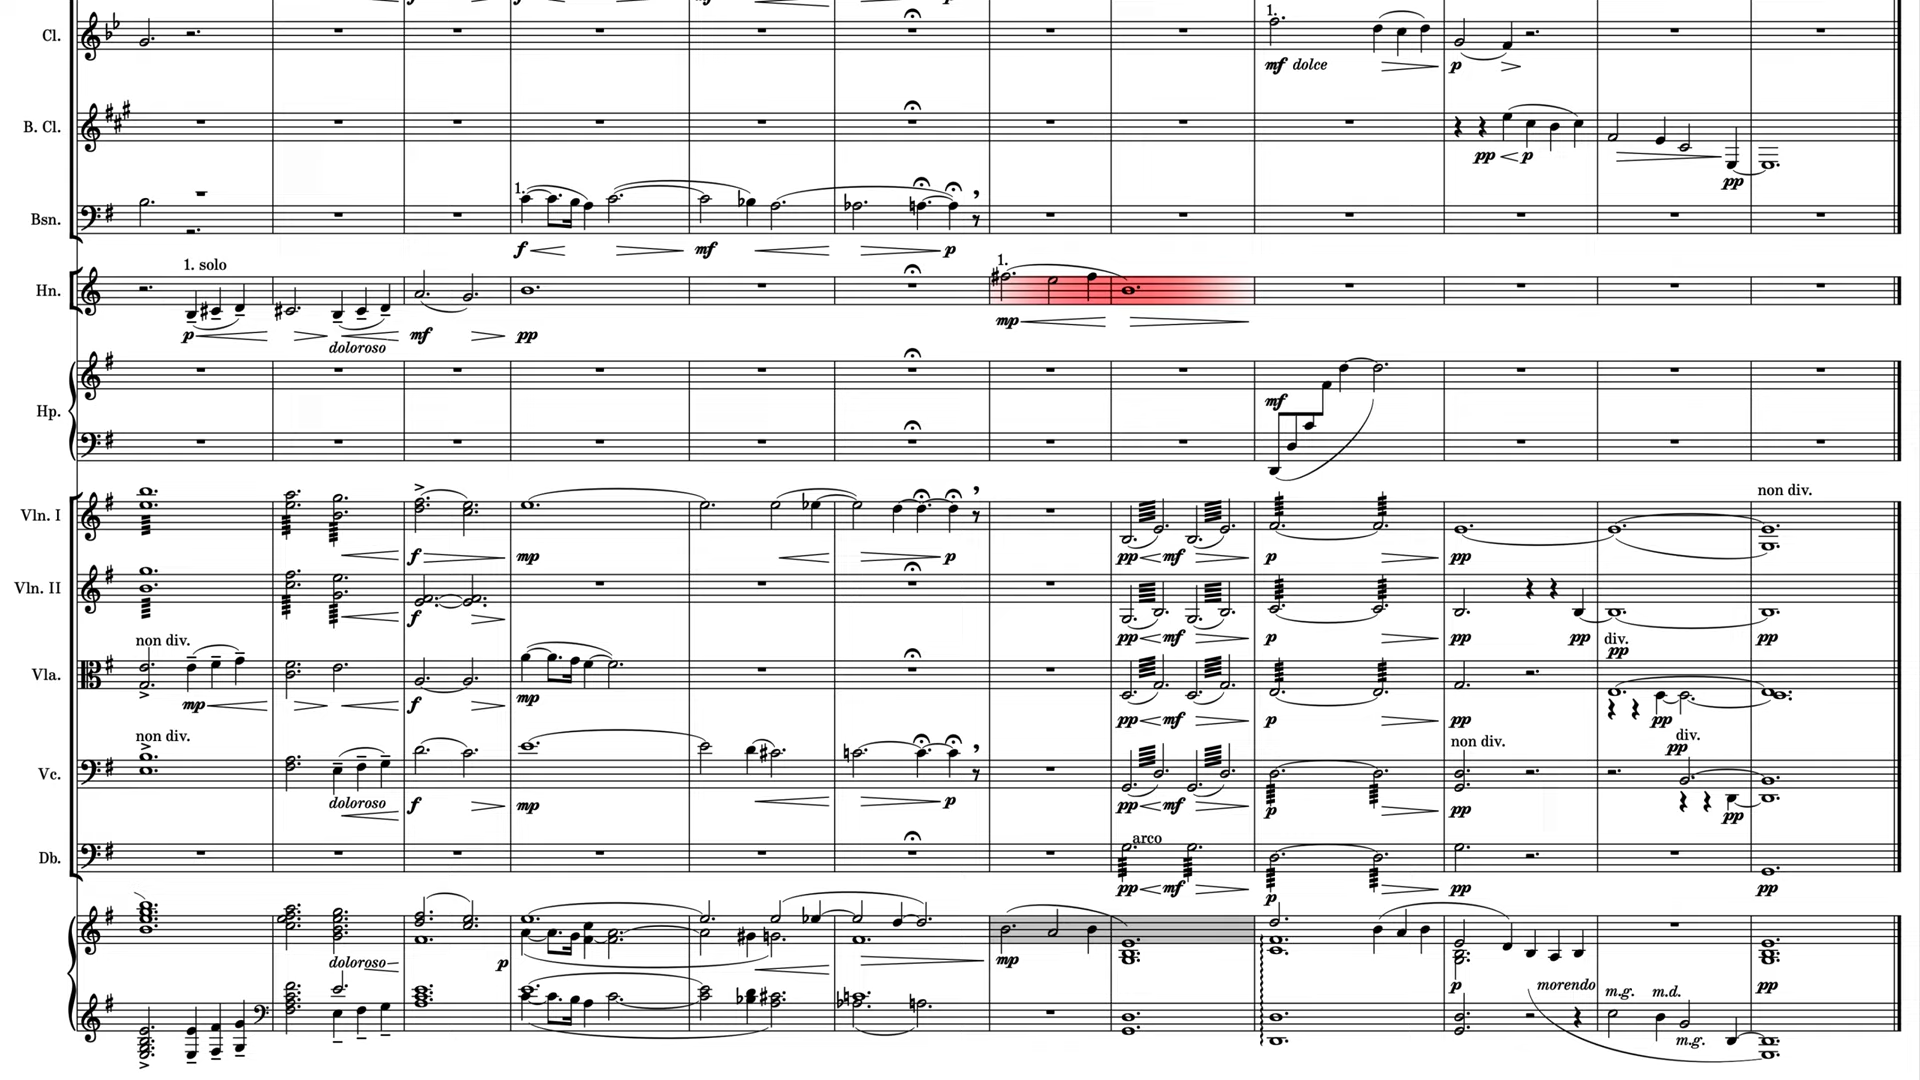 Cl.
1.
mf dolce
p
B. Cl.
pp
p
pp
Bsn.
1.
f
mf
p
Hn.
1. solo
p
doloroso
mf
pp
1.
mp
Hp.
mf
Vln. I
f
mp
p
pp
mf
p
pp
non div.
Vln. II
f
pp
mf
p
pp
pp
pp
Vla.
non div.
mp
f
mp
pp
mf
p
pp
div.
pp
pp
Vc.
non div.
doloroso
f
mp
p
pp
mf
p
non div.
pp
div.
pp
pp
Db.
arco
pp
mf
p
pp
pp
doloroso
p
mp
p
morendo
m.g.
m.d.
m.g.
pp